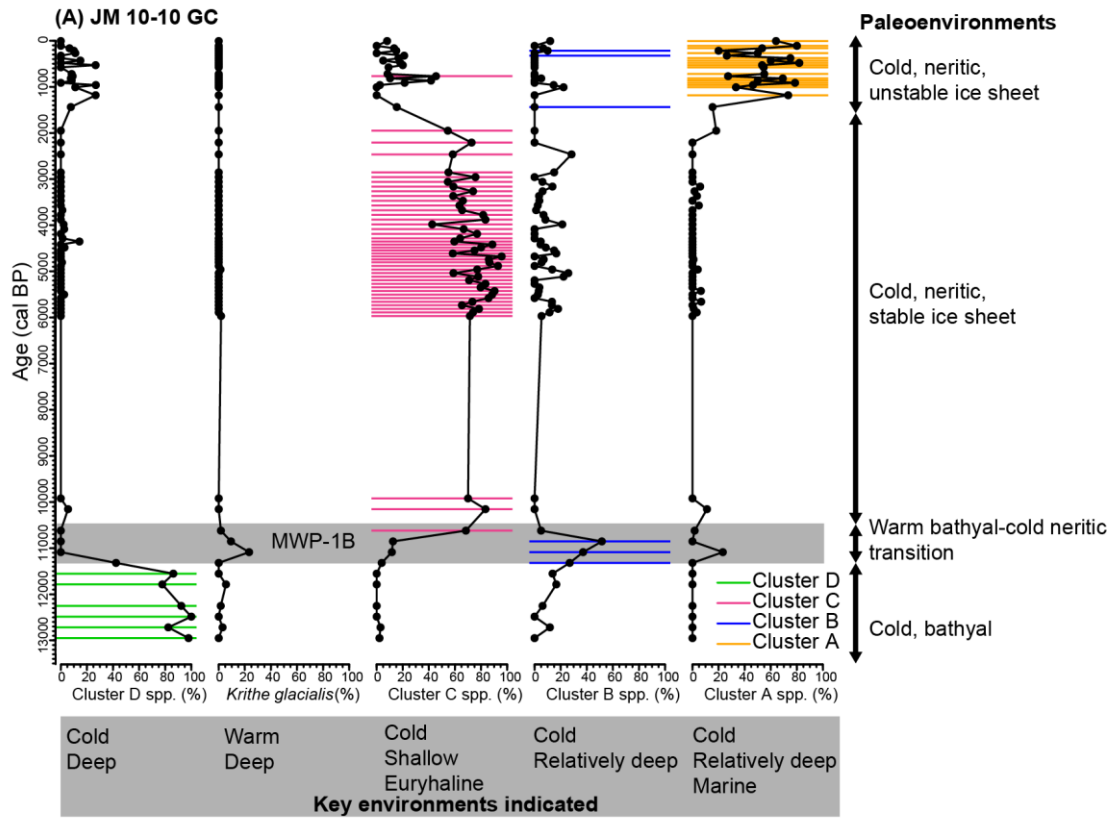 (A) JM 10-10 GC
Paleoenvironments
Age (cal BP)
0
1000
2000
3000
4000
5000
6000
7000
8000
9000
10000
11000
12000
13000
MWP-1B
Cluster D
Cluster C
Cluster B
Cluster A
Cold, neritic,
unstable ice sheet
Cold, neritic,
stable ice sheet
Warm bathyal-cold neritic
transition
Cold, bathyal
0 20 40 60 80 100
Cluster D spp. (%)
0 20 40 60 80 100
Krithe glacialis(%)
0 20 40 60 80 100
Cluster C spp. (%)
0 20 40 60 80 100
Cluster B spp. (%)
0 20 40 60 80 100
Cluster A spp. (%)
Cold
Deep
Warm
Deep
Cold
Shallow
Euryhaline
Cold
Relatively deep
Cold
Relatively deep
Marine
Key environments indicated